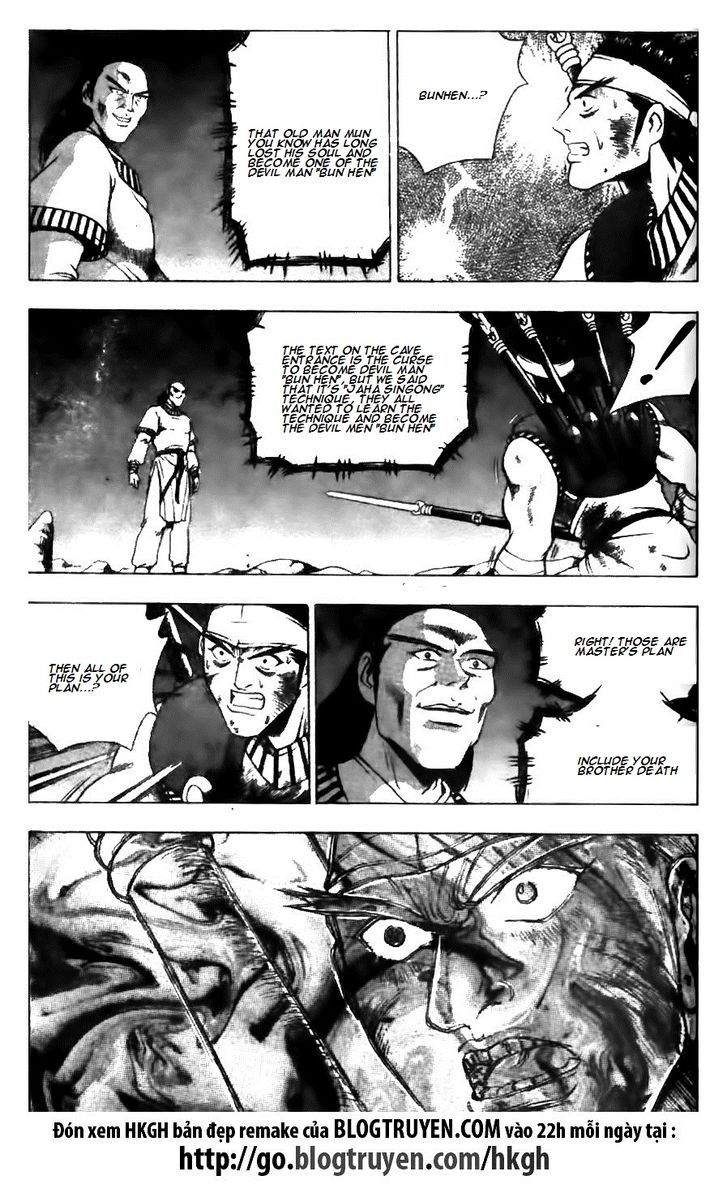 THAT OLD MAN MUN
YOU KNOW HAS LONG
LOST HIS SOUL AND
BECOME ONE OF THE
DEVIL MAN "BUN HEN"
BUNHEN...?
THE TEXT ON THE CAVE
ENTRANCE IS THE CURSE
TO BECOME DEVIL MAN
"BUN HEN", BUT WE SAID
THAT IT'S "JAHA SINGONG"
TECHNIQUE, THEY ALL
WANTED TO LEARN THE
TECHNIQUE AND BECOME
THE DEVIL MEN "BUN HEN"
!
THEN ALL OF
THIS IS YOUR
PLAN...?
RIGHT! THOSE ARE
MASTER'S PLAN
INCLUDE YOUR
BROTHER DEATH
Đón xem HKGH bản đẹp remake của BLOGTRUYEN.COM vào 22h mỗi ngày tại :
http://go.blogtruyen.com/hkgh